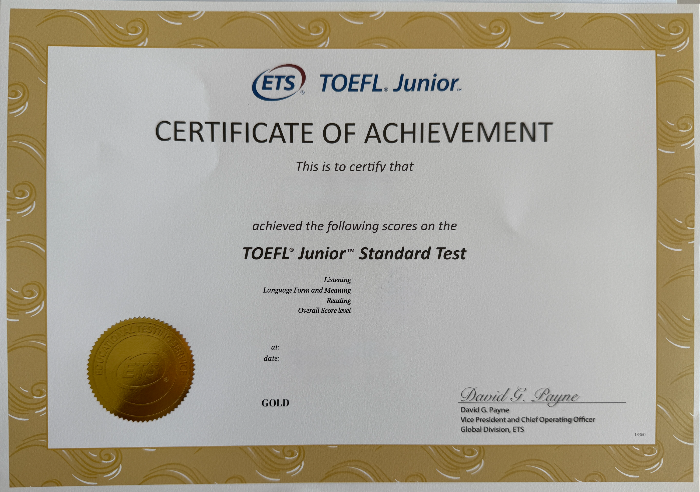 ETS® TOEFL® Junior™
CERTIFICATE OF ACHIEVEMENT
This is to certify that
achieved the following scores on the
TOEFL® Junior™ Standard Test
Listening
Language Form and Meaning
Reading
Overall Score level
at:
date:
GOLD
ETS
David G. Payne
David G. Payne
Vice President and Chief Operating Officer
Global Division, ETS